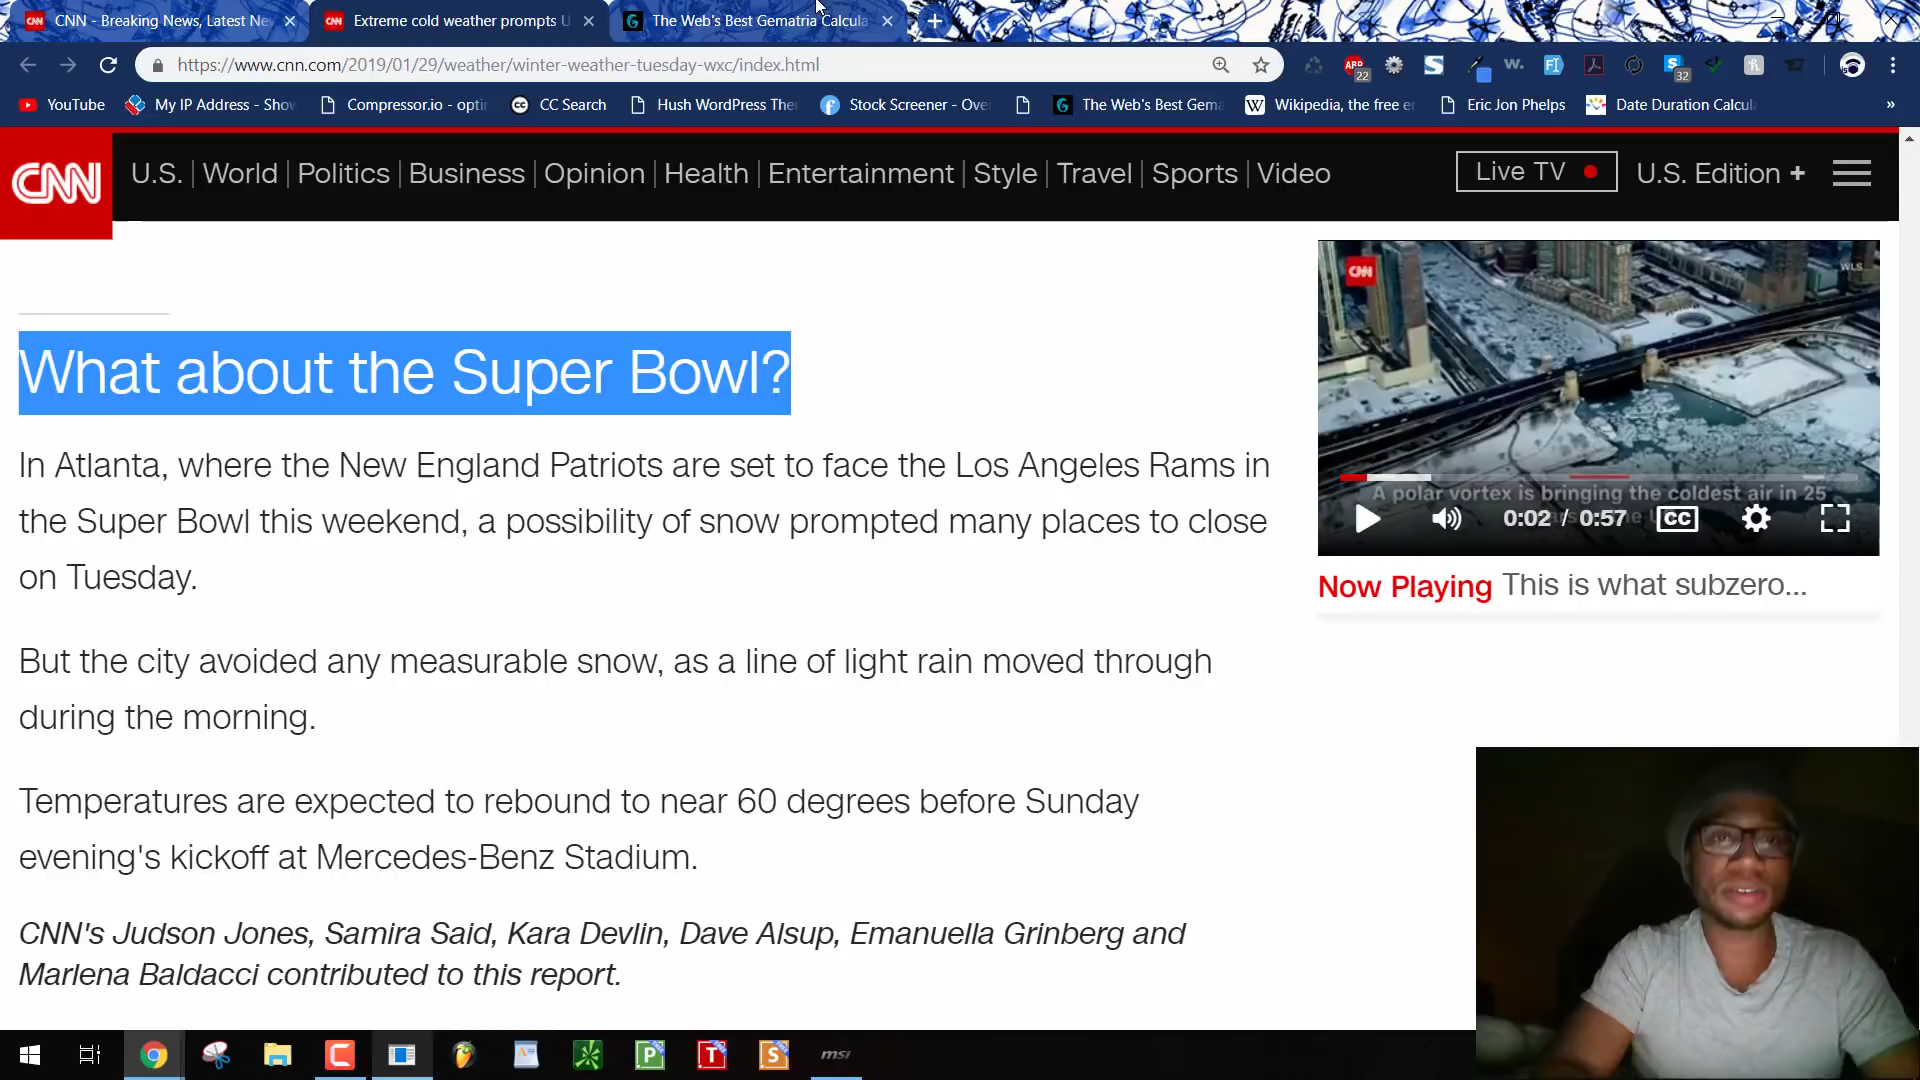 CNN - Breaking News, Latest Ne
Extreme cold weather prompts U
The Web's Best Gematria Calcula
https://www.cnn.com/2019/01/29/weather/winter-weather-tuesday-wxc/index.html
22
32
YouTube
My IP Address - Show
Compressor.io - optin
CC Search
Hush WordPress Ther
Stock Screener - Over
The Web's Best Gema
Wikipedia, the free e
Eric Jon Phelps
Date Duration Calcul
»
CNN
U.S.
World
Politics
Business
Opinion
Health
Entertainment
Style
Travel
Sports
Video
Live TV
U.S. Edition +
CNN
WLS
What about the Super Bowl?
In Atlanta, where the New England Patriots are set to face the Los Angeles Rams in
the Super Bowl this weekend, a possibility of snow prompted many places to close
on Tuesday.
A polar vortex is bringing the coldest air in 25
0:02 / 0:57
CC
Now Playing This is what subzero...
But the city avoided any measurable snow, as a line of light rain moved through
during the morning.
Temperatures are expected to rebound to near 60 degrees before Sunday
evening's kickoff at Mercedes-Benz Stadium.
CNN's Judson Jones, Samira Said, Kara Devlin, Dave Alsup, Emanuella Grinberg and
Marlena Baldacci contributed to this report.
P
T
S
msi